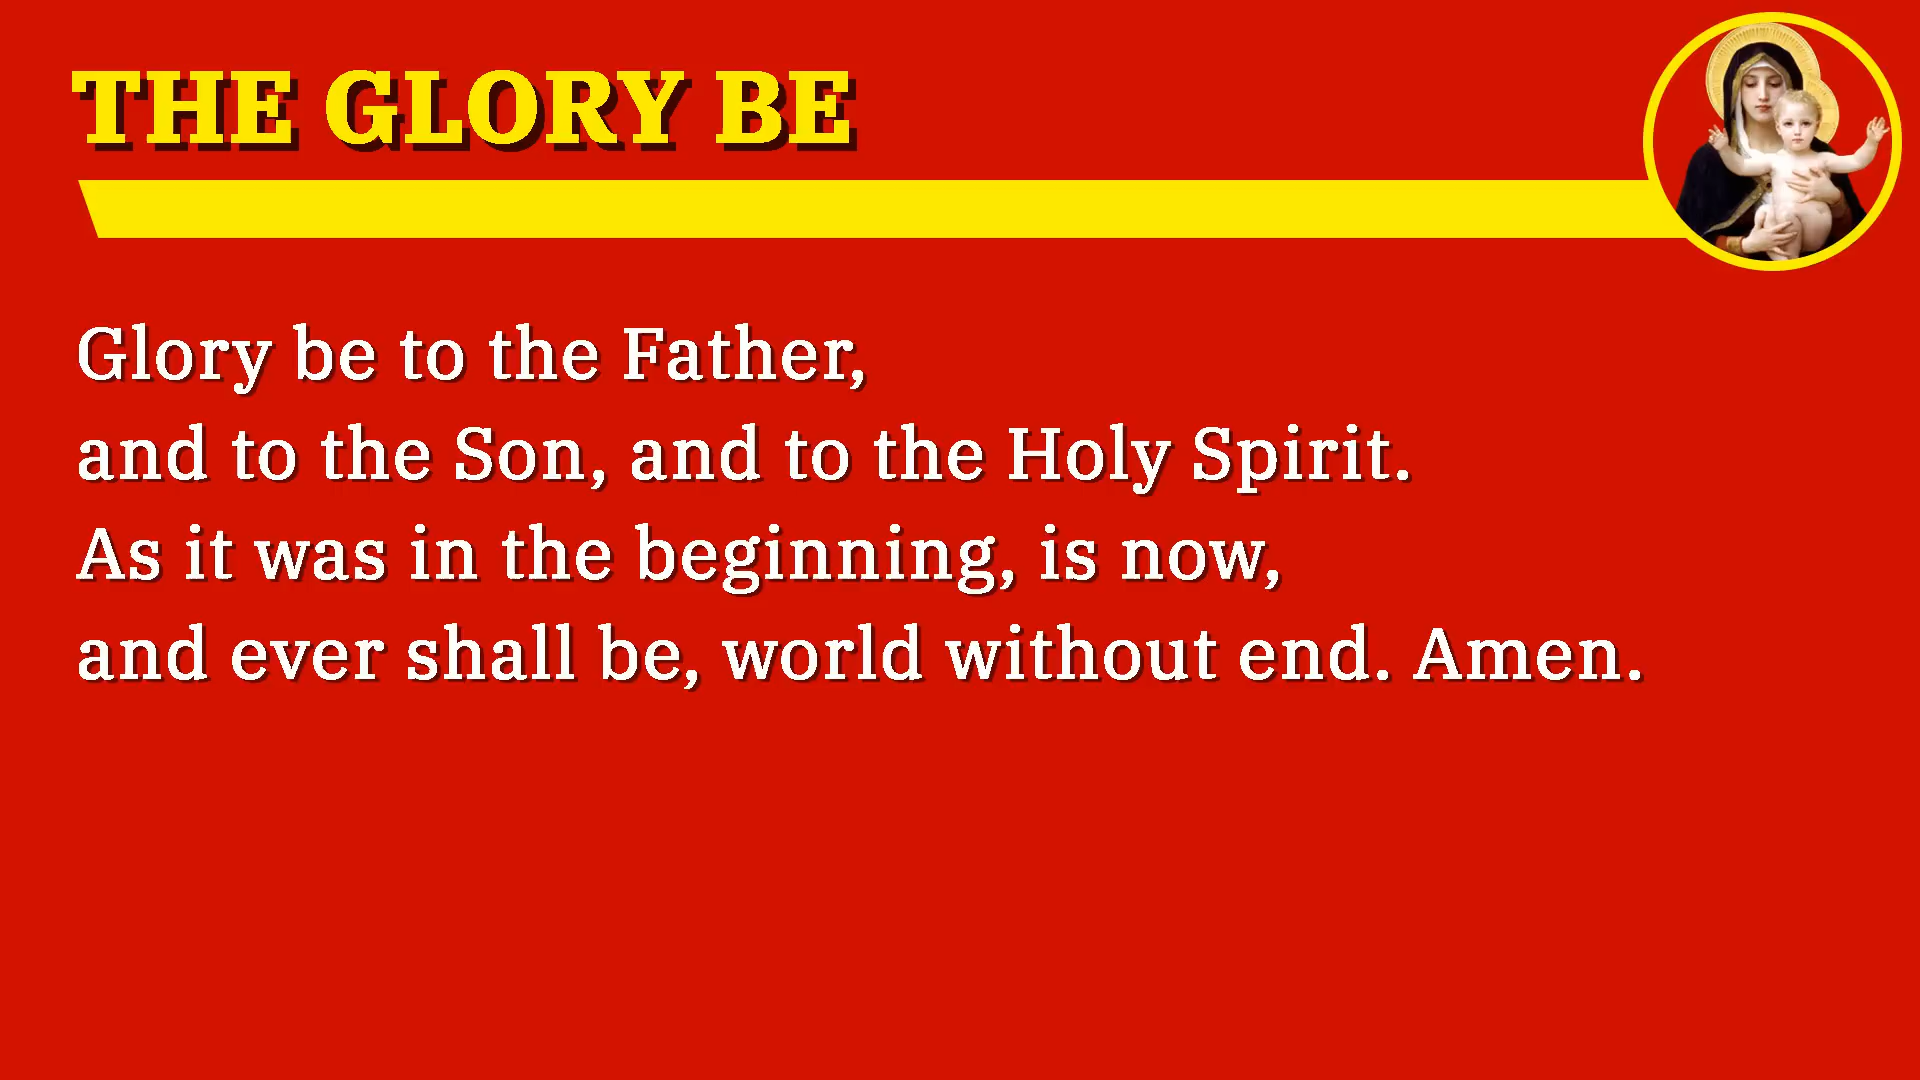 THE GLORY BE
Glory be to the Father,
and to the Son, and to the Holy Spirit.
As it was in the beginning, is now,
and ever shall be, world without end. Amen.